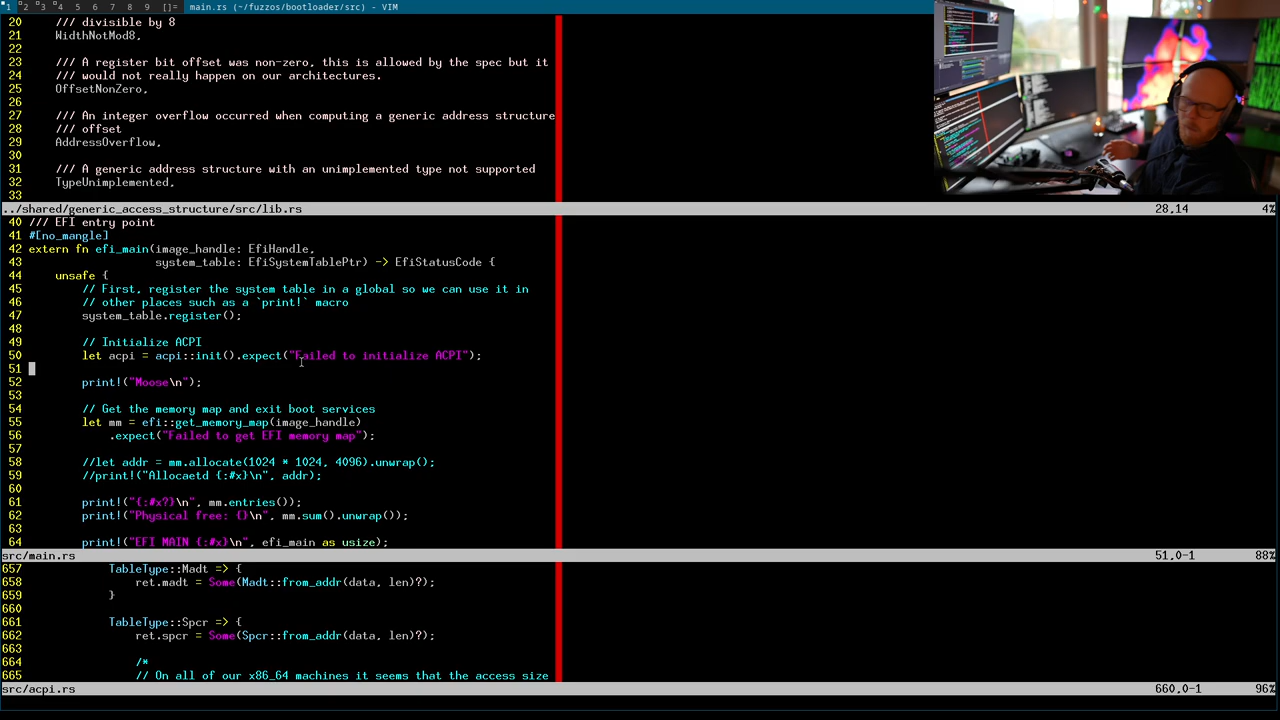 1 2 3 4 5 6 7 8 9 []= main.rs (~/fuzzos/bootloader/src) - VIM
20 /// divisible by 8
21 WidthNotMod8,
22
23 /// A register bit offset was non-zero, this is allowed by the spec but it
24 /// would not really happen on our architectures.
25 OffsetNonZero,
26
27 /// An integer overflow occurred when computing a generic address structure
28 /// offset
29 AddressOverflow,
30
31 /// A generic address structure with an unimplemented type not supported
32 TypeUnimplemented,
33
../shared/generic_access_structure/src/lib.rs 28,14 4%
40 /// EFI entry point
41 #[no_mangle]
42 extern fn efi_main(image_handle: EfiHandle,
43 system_table: EfiSystemTablePtr) -> EfiStatusCode {
44 unsafe {
45 // First, register the system table in a global so we can use it in
46 // other places such as a `print!` macro
47 system_table.register();
48
49 // Initialize ACPI
50 let acpi = acpi::init().expect("Failed to initialize ACPI");
51
52 print!("Moose\n");
53
54 // Get the memory map and exit boot services
55 let mm = efi::get_memory_map(image_handle)
56 .expect("Failed to get EFI memory map");
57
58 //let addr = mm.allocate(1024 * 1024, 4096).unwrap();
59 //print!("Allocaetd {:#x}\n", addr);
60
61 print!("{:#x?}\n", mm.entries());
62 print!("Physical free: {}\n", mm.sum().unwrap());
63
64 print!("EFI MAIN {:#x}\n", efi_main as usize);
src/main.rs 51,0-1 88%
657 TableType::Madt => {
658 ret.madt = Some(Madt::from_addr(data, len)?);
659 }
660
661 TableType::Spcr => {
662 ret.spcr = Some(Spcr::from_addr(data, len)?);
663
664 /*
665 // On all of our x86_64 machines it seems that the access size
src/acpi.rs 660,0-1 96%